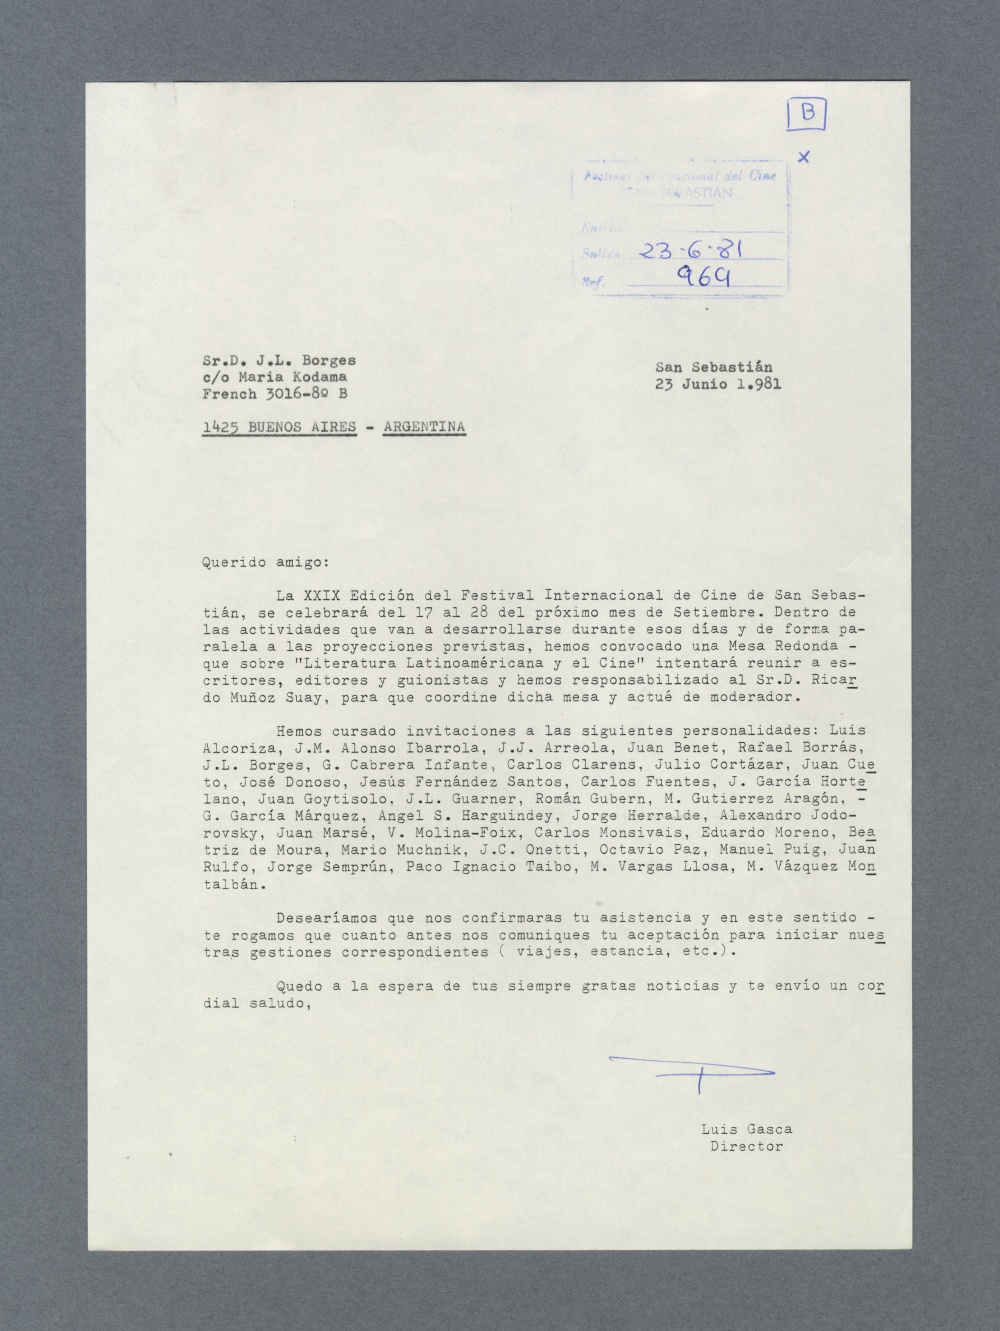 B
x
Festival Internacional del Cine
SAN SEBASTIAN
Salida 23-6-81
Ref. 969
Sr.D. J.L. Borges
c/o Maria Kodama
French 3016-8º B
1425 BUENOS AIRES - ARGENTINA
San Sebastián
23 Junio 1.981
Querido amigo:
La XXIX Edición del Festival Internacional de Cine de San Sebas-
tián, se celebrará del 17 al 28 del próximo mes de Setiembre. Dentro de
las actividades que van a desarrollarse durante esos días y de forma pa-
ralela a las proyecciones previstas, hemos convocado una Mesa Redonda -
que sobre "Literatura Latinoaméricana y el Cine" intentará reunir a es-
critores, editores y guionistas y hemos responsabilizado al Sr.D. Ricar
do Muñoz Suay, para que coordine dicha mesa y actué de moderador.
Hemos cursado invitaciones a las siguientes personalidades: Luis
Alcoriza, J.M. Alonso Ibarrola, J.J. Arreola, Juan Benet, Rafael Borrás,
J.L. Borges, G. Cabrera Infante, Carlos Clarens, Julio Cortázar, Juan Cue
to, José Donoso, Jesús Fernández Santos, Carlos Fuentes, J. García Horte
lano, Juan Goytisolo, J.L. Guarner, Román Gubern, M. Gutierrez Aragón, -
G. García Márquez, Angel S. Harguindey, Jorge Herralde, Alexandro Jodo-
rovsky, Juan Marsé, V. Molina-Foix, Carlos Monsivais, Eduardo Moreno, Bea
triz de Moura, Mario Muchnik, J.C. Onetti, Octavio Paz, Manuel Puig, Juan
Rulfo, Jorge Semprún, Paco Ignacio Taibo, M. Vargas Llosa, M. Vázquez Mon
talbán.
Desearíamos que nos confirmaras tu asistencia y en este sentido -
te rogamos que cuanto antes nos comuniques tu aceptación para iniciar nues
tras gestiones correspondientes ( viajes, estancia, etc.).
Quedo a la espera de tus siempre gratas noticias y te envío un cor
dial saludo,
Luis Gasca
Director